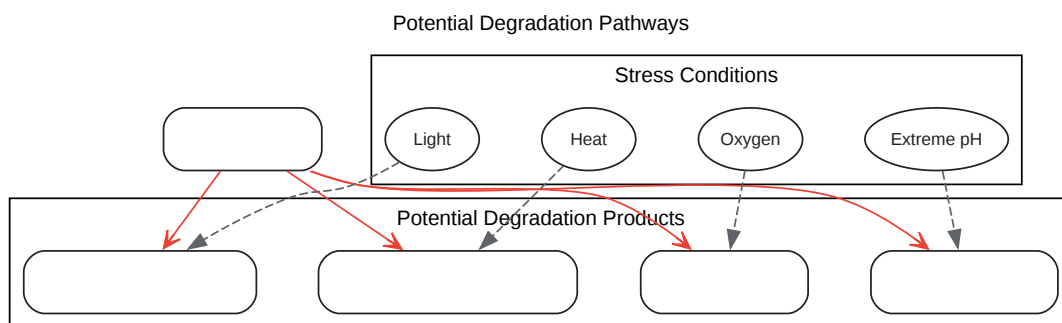 Potential Degradation Pathways
Stress Conditions
Light
Heat
Oxygen
Extreme pH
Potential Degradation Products